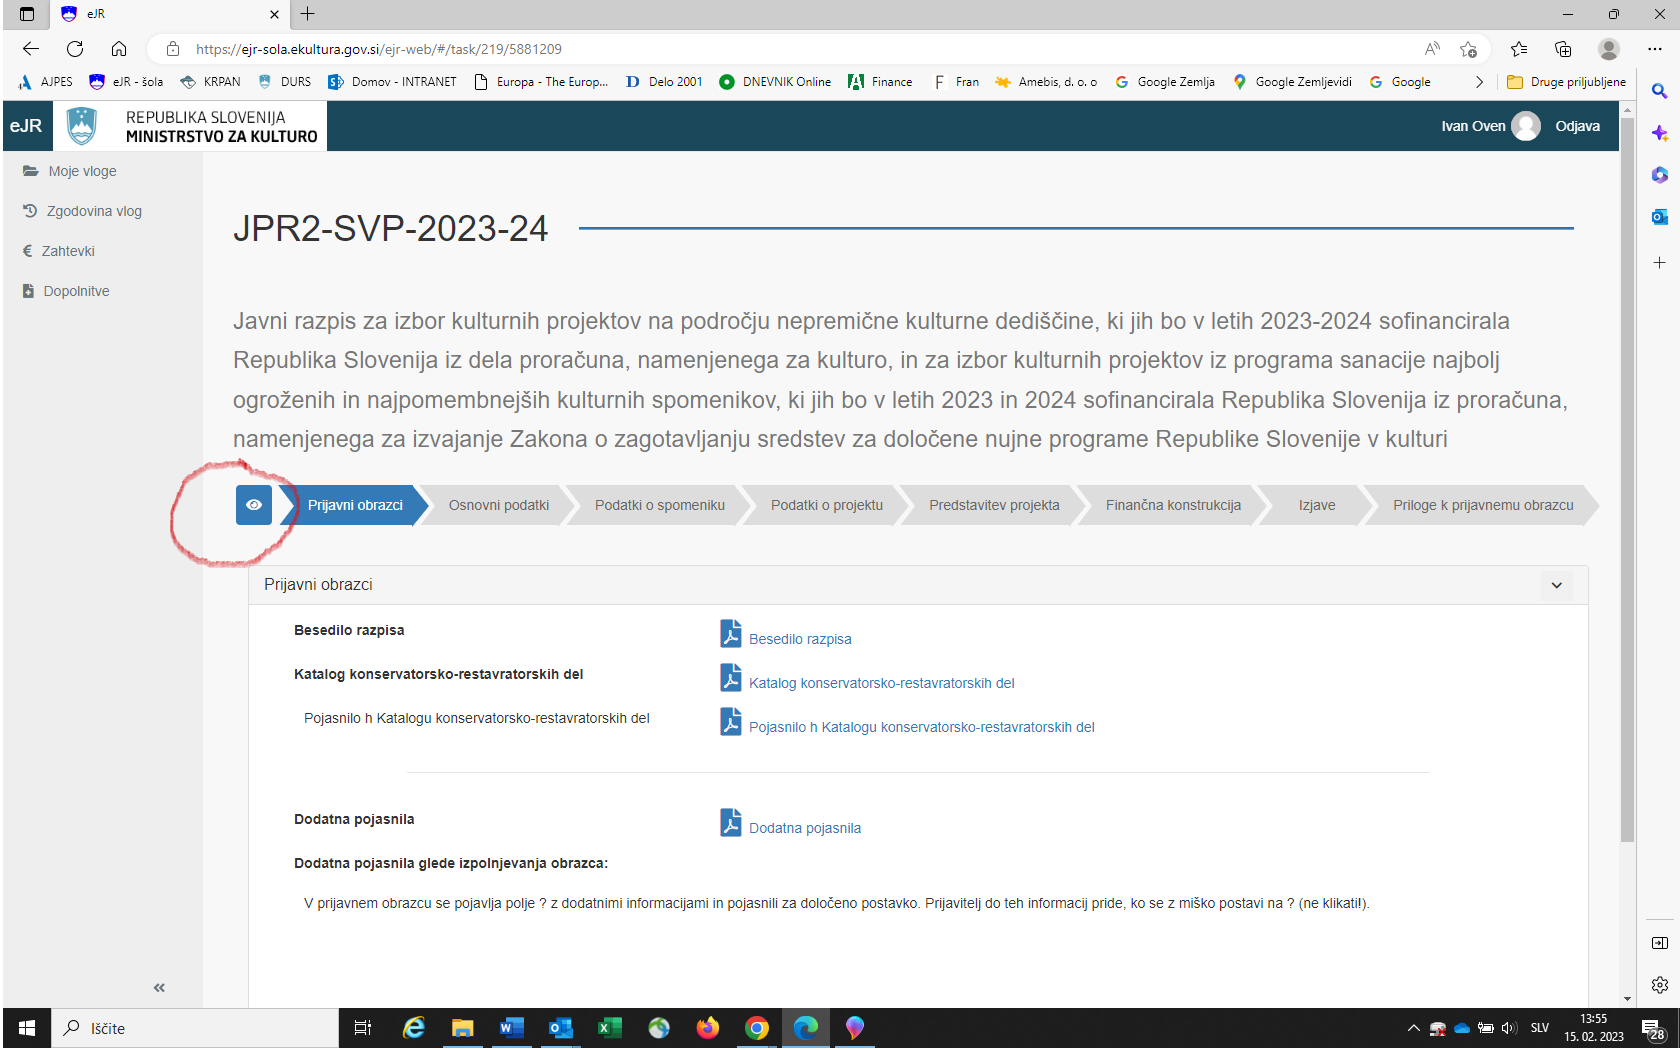 eJR
https://ejr-sola.ekultura.gov.si/ejr-web/#/task/219/5881209
AJPES eJR - šola KRPAN DURS Domov - INTRANET Europa - The Europ... Delo 2001 DNEVNIK Online Finance Fran Amebis, d. o. o Google Zemlja Google Zemljevidi Google Druge priljubljene
eJR
REPUBLIKA SLOVENIJA
MINISTRSTVO ZA KULTURO
Ivan Oven Odjava
Moje vloge
Zgodovina vlog
Zahtevki
Dopolnitve
JPR2-SVP-2023-24
Javni razpis za izbor kulturnih projektov na področju nepremične kulturne dediščine, ki jih bo v letih 2023-2024 sofinancirala
Republika Slovenija iz dela proračuna, namenjenega za kulturo, in za izbor kulturnih projektov iz programa sanacije najbolj
ogroženih in najpomembnejših kulturnih spomenikov, ki jih bo v letih 2023 in 2024 sofinancirala Republika Slovenija iz proračuna,
namenjenega za izvajanje Zakona o zagotavljanju sredstev za določene nujne programe Republike Slovenije v kulturi
Prijavni obrazci Osnovni podatki Podatki o spomeniku Podatki o projektu Predstavitev projekta Finančna konstrukcija Izjave Priloge k prijavnemu obrazcu
Prijavni obrazci
Besedilo razpisa Besedilo razpisa
Katalog konservatorsko-restavratorskih del Katalog konservatorsko-restavratorskih del
Pojasnilo h Katalogu konservatorsko-restavratorskih del Pojasnilo h Katalogu konservatorsko-restavratorskih del
Dodatna pojasnila Dodatna pojasnila
Dodatna pojasnila glede izpolnjevanja obrazca:
V prijavnem obrazcu se pojavlja polje ? z dodatnimi informacijami in pojasnili za določeno postavko. Prijavitelj do teh informacij pride, ko se z miško postavi na ? (ne klikati!).
Iščite
SLV
13:55
15. 02. 2023
28